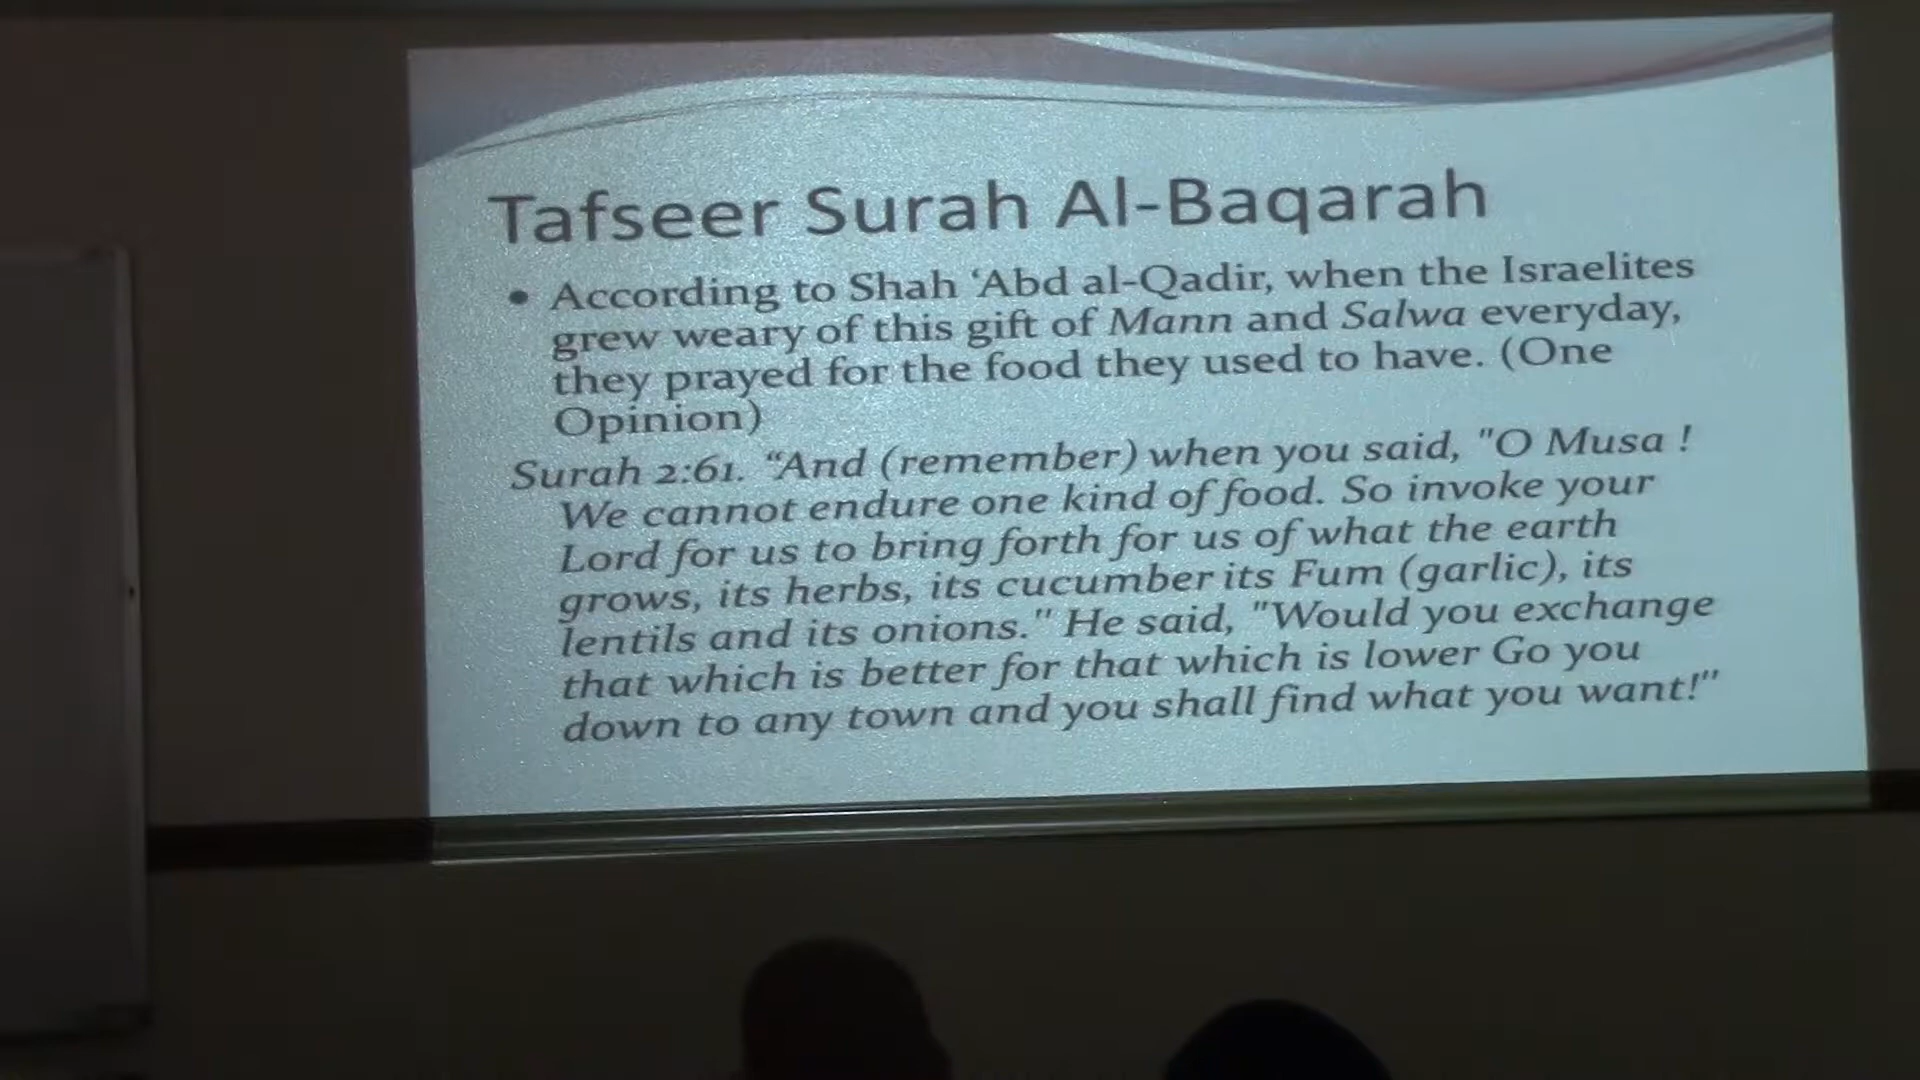 Tafseer Surah Al-Baqarah
• According to Shah ‘Abd al-Qadir, when the Israelites
grew weary of this gift of Mann and Salwa everyday,
they prayed for the food they used to have. (One
Opinion)
Surah 2:61. “And (remember) when you said, "O Musa !
We cannot endure one kind of food. So invoke your
Lord for us to bring forth for us of what the earth
grows, its herbs, its cucumber its Fum (garlic), its
lentils and its onions." He said, "Would you exchange
that which is better for that which is lower Go you
down to any town and you shall find what you want!"